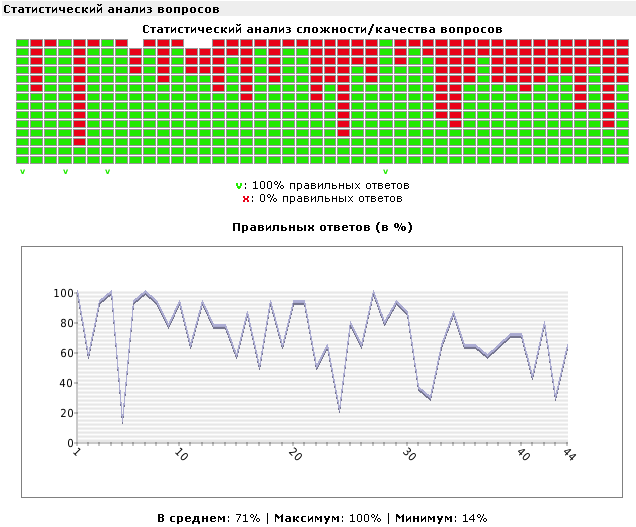 Статистический анализ вопросов
Статистический анализ сложности/качества вопросов
v v v v
v: 100% правильных ответов
x: 0% правильных ответов
Правильных ответов (в %)
100
80
60
40
20
0
1 10 20 30 40 44
В среднем: 71% | Максимум: 100% | Минимум: 14%